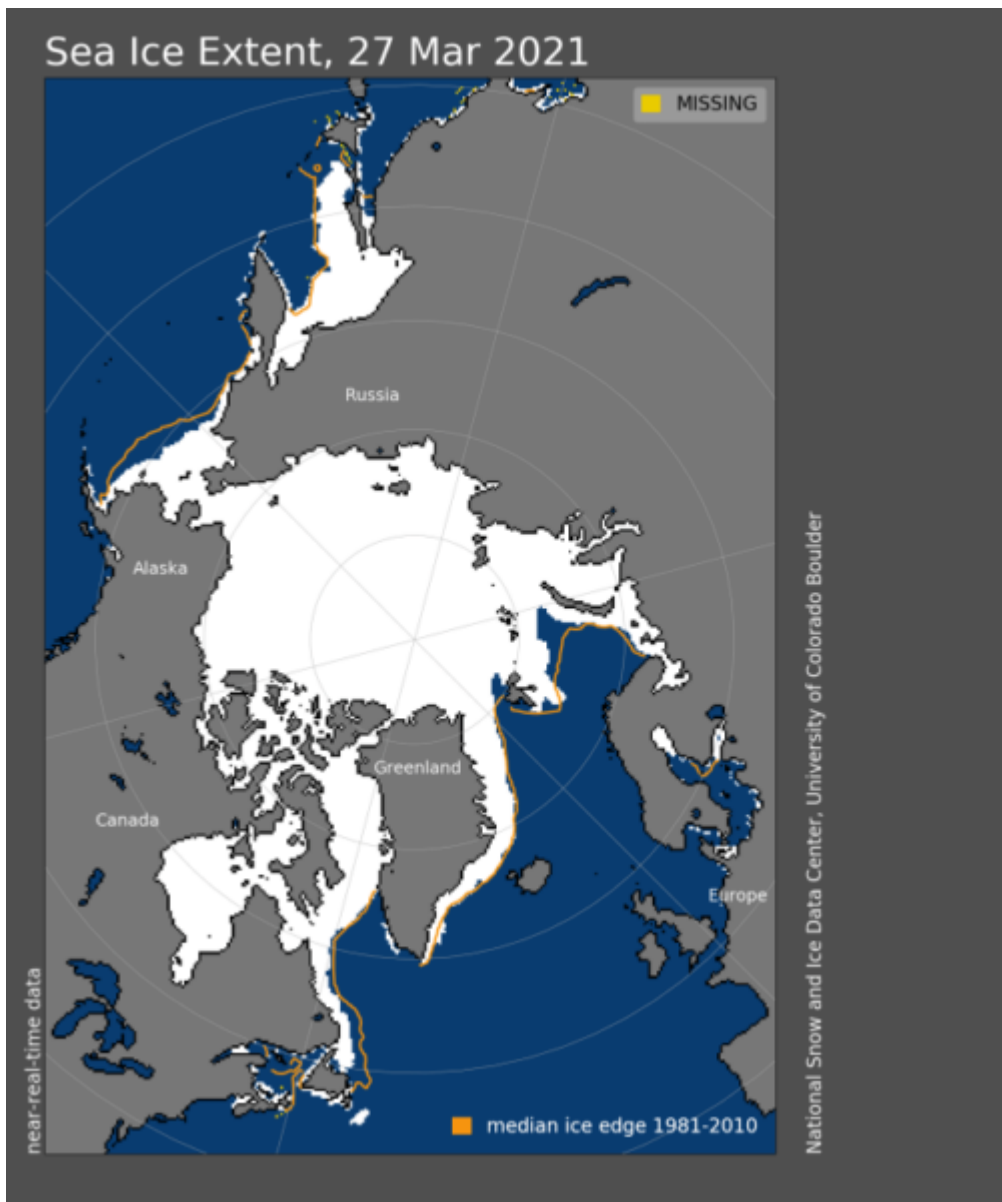 Sea Ice Extent, 27 Mar 2021
MISSING
Russia
Alaska
Greenland
Canada
Europe
near-real-time data
National Snow and Ice Data Center, University of Colorado Boulder
median ice edge 1981-2010